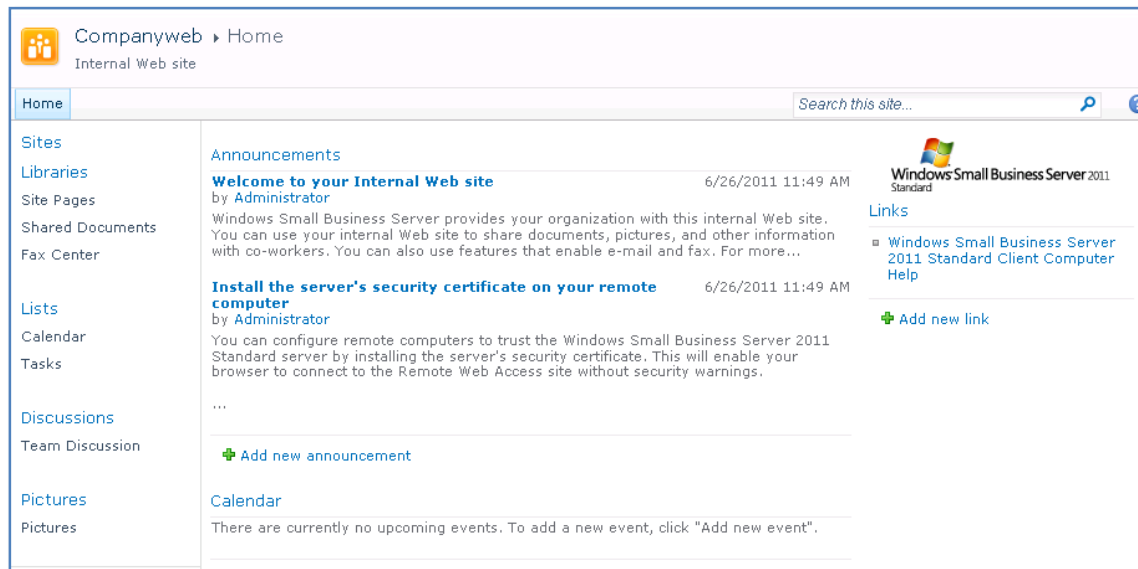 Companyweb ▸ Home
Internal Web site
Home
Search this site...
Sites
Libraries
Site Pages
Shared Documents
Fax Center
Lists
Calendar
Tasks
Discussions
Team Discussion
Pictures
Pictures
Announcements
Welcome to your Internal Web site 6/26/2011 11:49 AM
by Administrator
Windows Small Business Server provides your organization with this internal Web site.
You can use your internal Web site to share documents, pictures, and other information
with co-workers. You can also use features that enable e-mail and fax. For more...
Install the server's security certificate on your remote 6/26/2011 11:49 AM
computer
by Administrator
You can configure remote computers to trust the Windows Small Business Server 2011
Standard server by installing the server's security certificate. This will enable your
browser to connect to the Remote Web Access site without security warnings.
...
Add new announcement
Calendar
There are currently no upcoming events. To add a new event, click "Add new event".
Windows Small Business Server 2011
Standard
Links
Windows Small Business Server
2011 Standard Client Computer
Help
Add new link